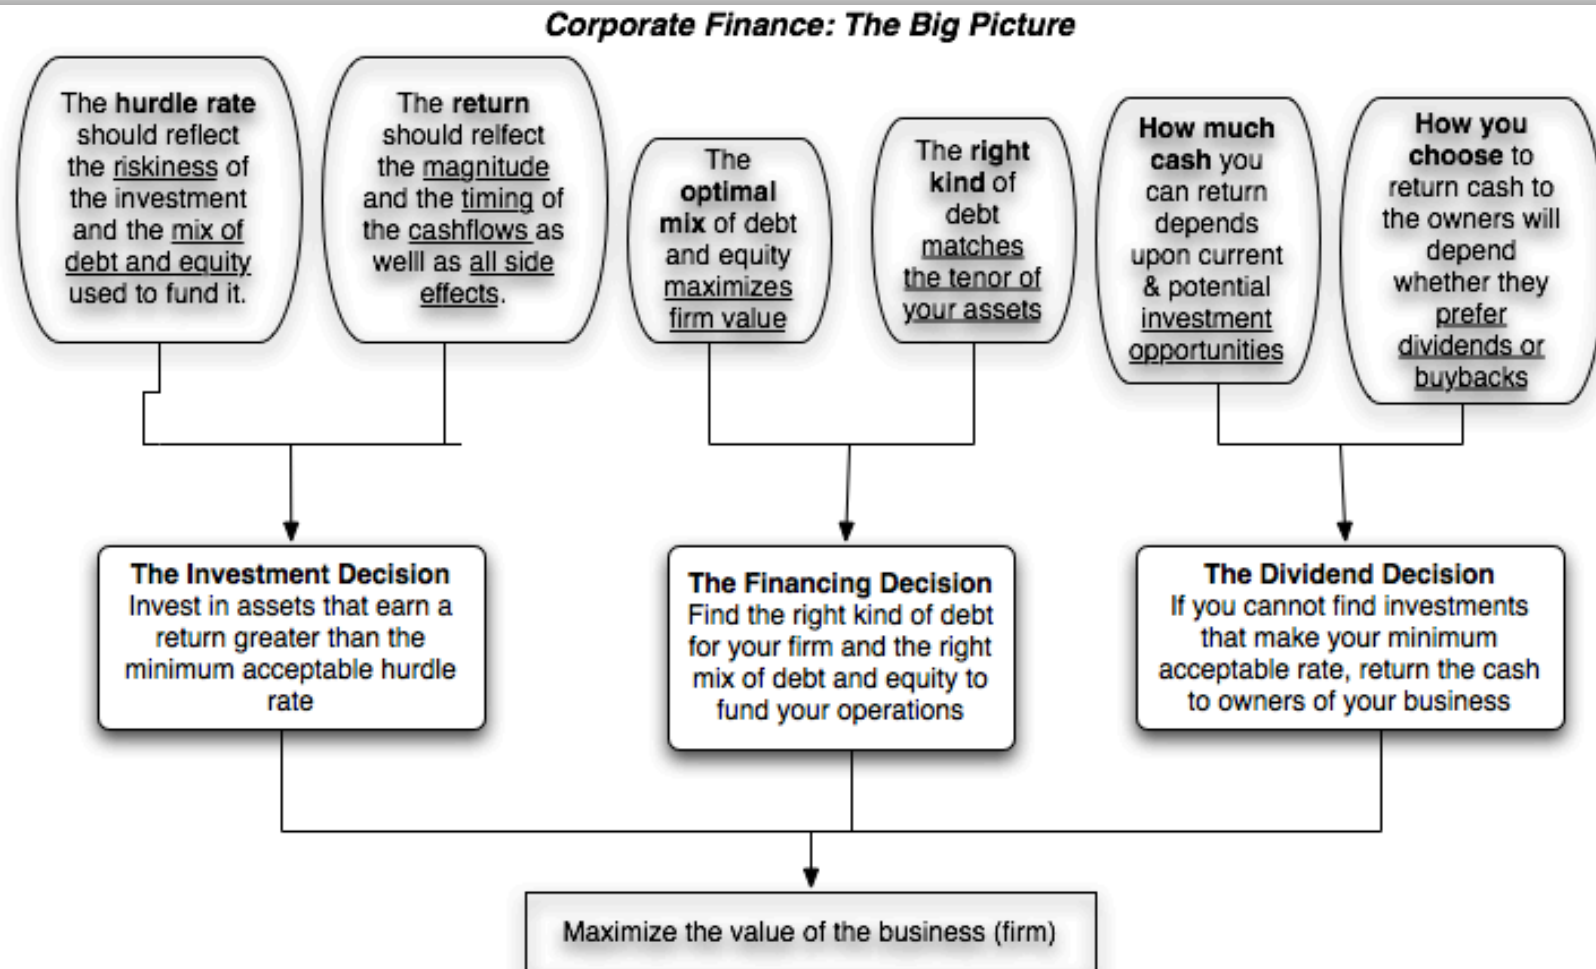 Corporate Finance: The Big Picture
The hurdle rate
should reflect
the riskiness of
the investment
and the mix of
debt and equity
used to fund it.
The return
should relfect
the magnitude
and the timing of
the cashflows as
welll as all side
effects.
The
optimal
mix of debt
and equity
maximizes
firm value
The right
kind of
debt
matches
the tenor of
your assets
How much
cash you
can return
depends
upon current
& potential
investment
opportunities
How you
choose to
return cash to
the owners will
depend
whether they
prefer
dividends or
buybacks
The Investment Decision
Invest in assets that earn a
return greater than the
minimum acceptable hurdle
rate
The Financing Decision
Find the right kind of debt
for your firm and the right
mix of debt and equity to
fund your operations
The Dividend Decision
If you cannot find investments
that make your minimum
acceptable rate, return the cash
to owners of your business
Maximize the value of the business (firm)